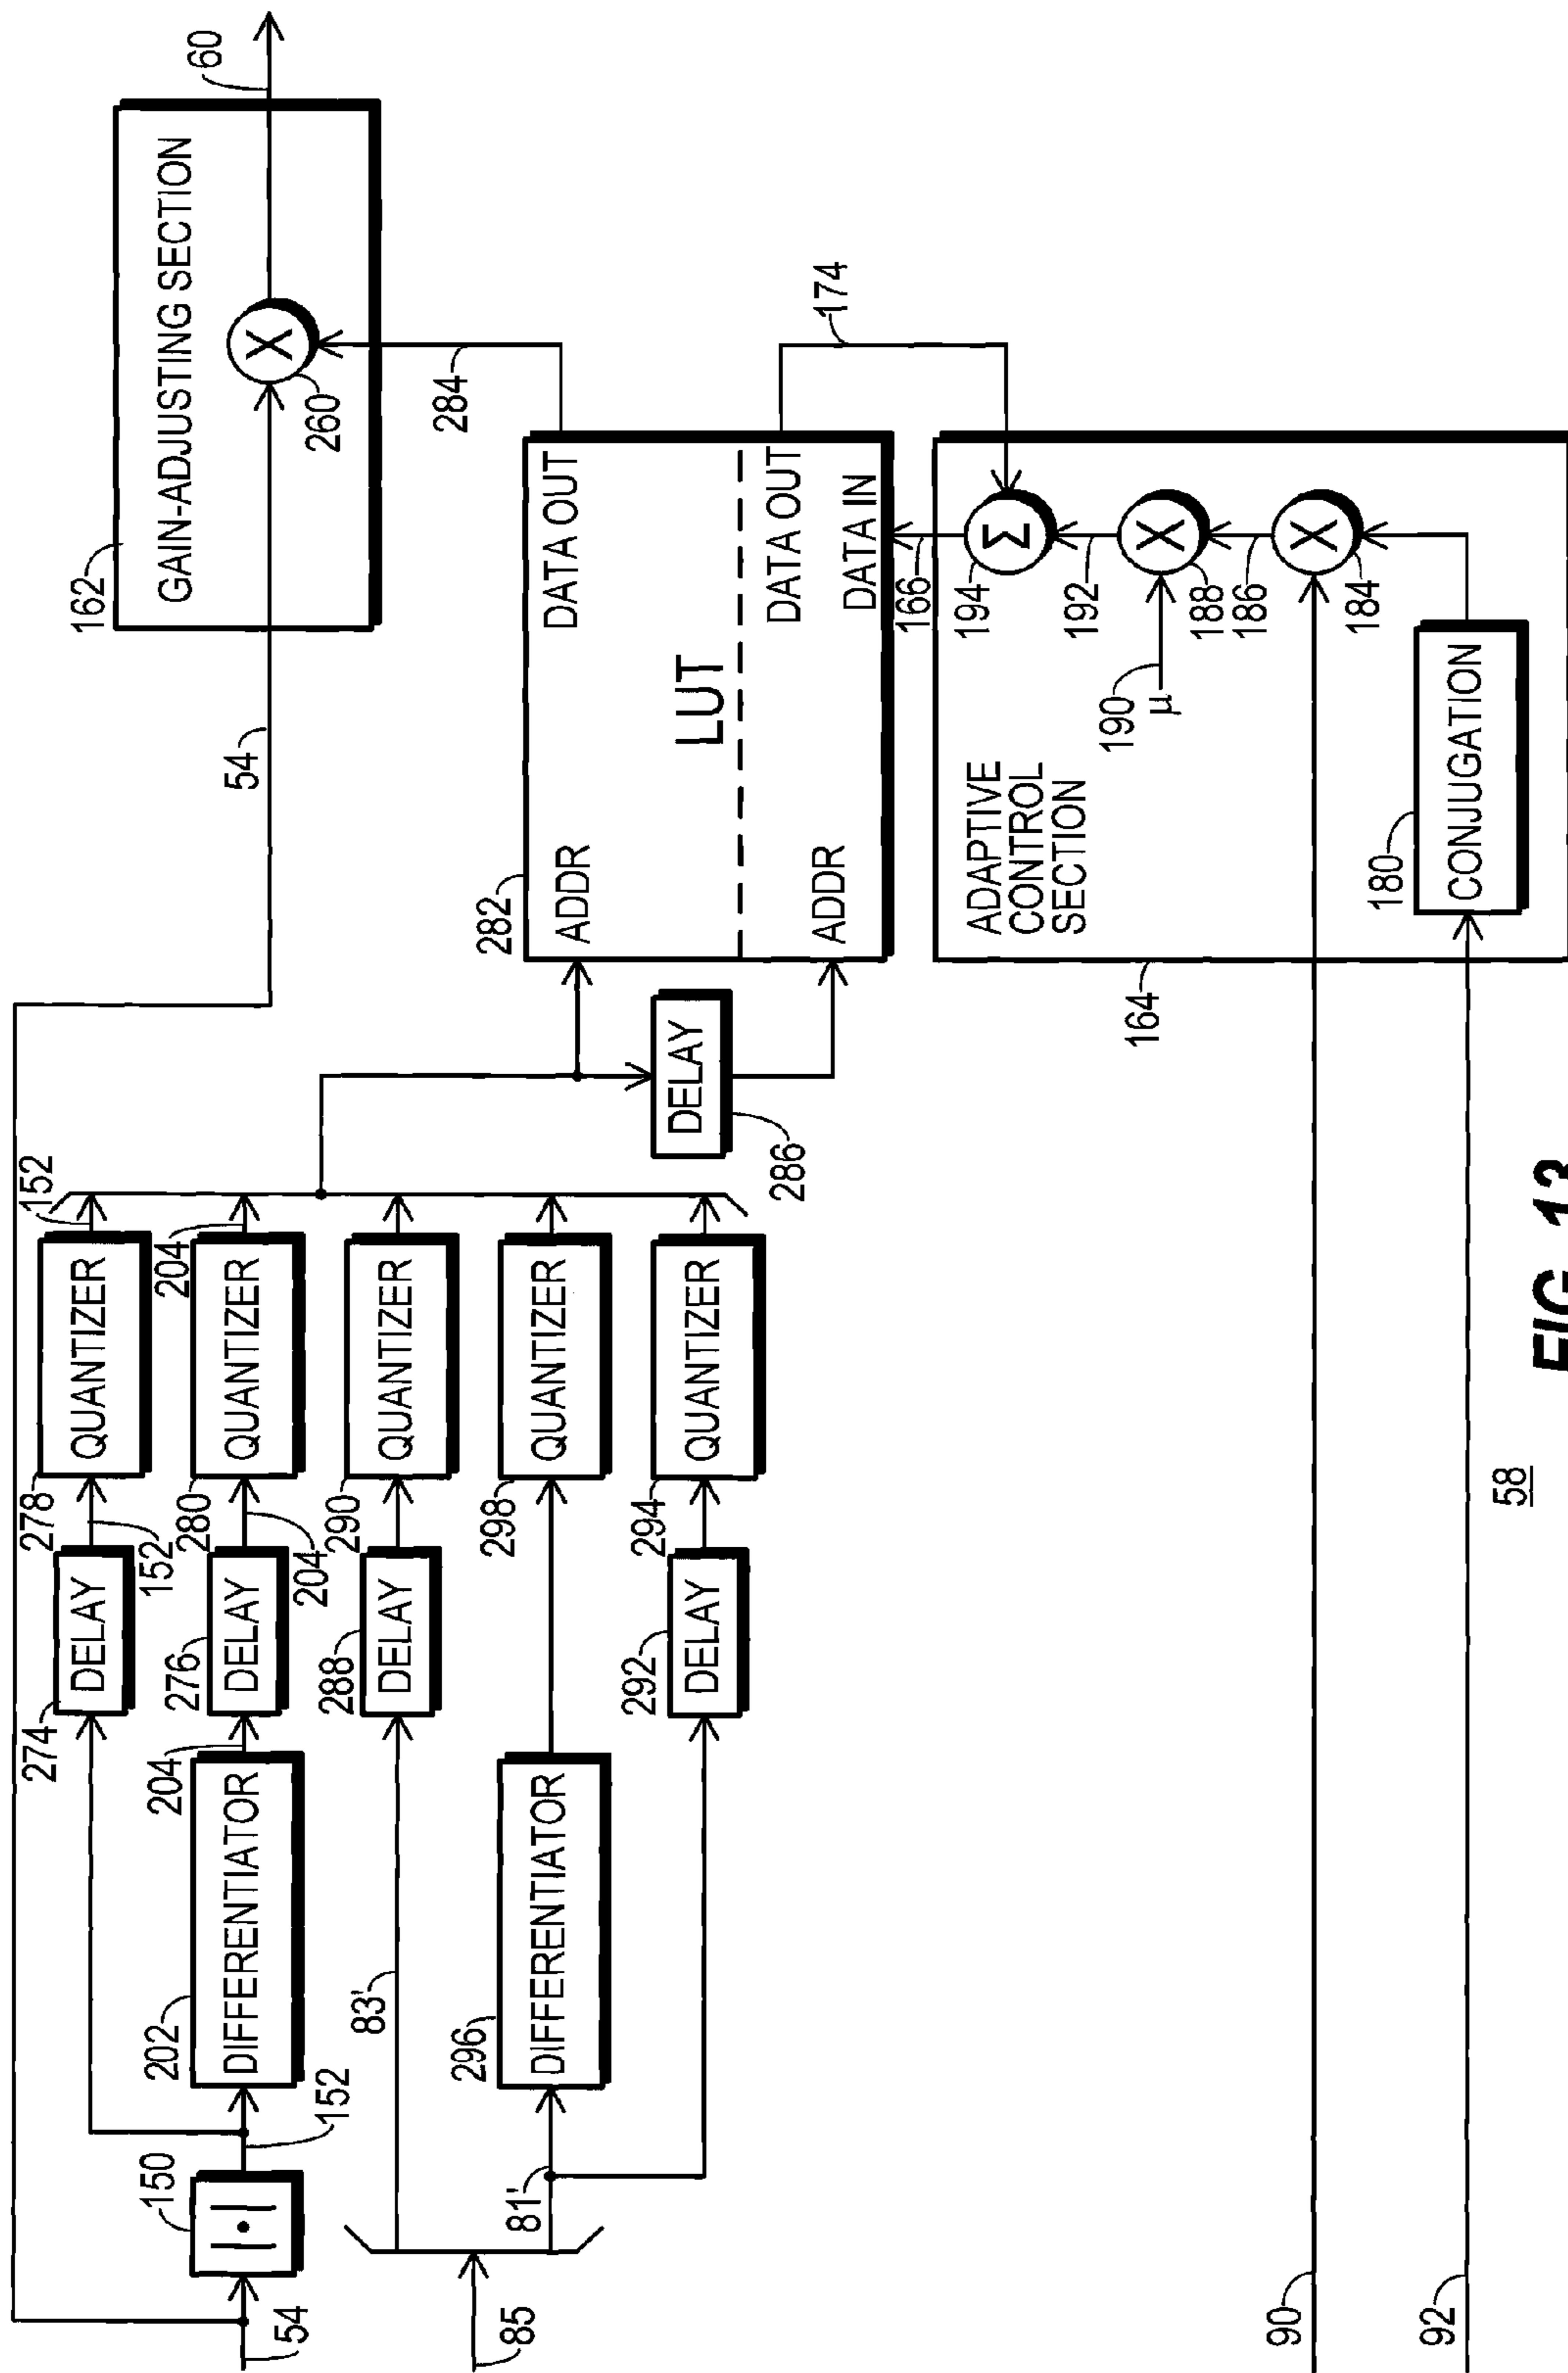 54
150
|•|
152
202
DIFFERENTIATOR
204
274
DELAY
152
278
QUANTIZER
152
276
DELAY
204
280
QUANTIZER
204
85
83'
288
DELAY
290
QUANTIZER
81'
296
DIFFERENTIATOR
298
QUANTIZER
292
DELAY
294
QUANTIZER
286
DELAY
54
162
GAIN-ADJUSTING SECTION
X
260
60
284
282
ADDR
DATA OUT
LUT
ADDR
DATA OUT
DATA IN
174
166
164
ADAPTIVE
CONTROL
SECTION
194
Σ
192
190
μ
X
188
186
X
184
180
CONJUGATION
90
92
58
FIG